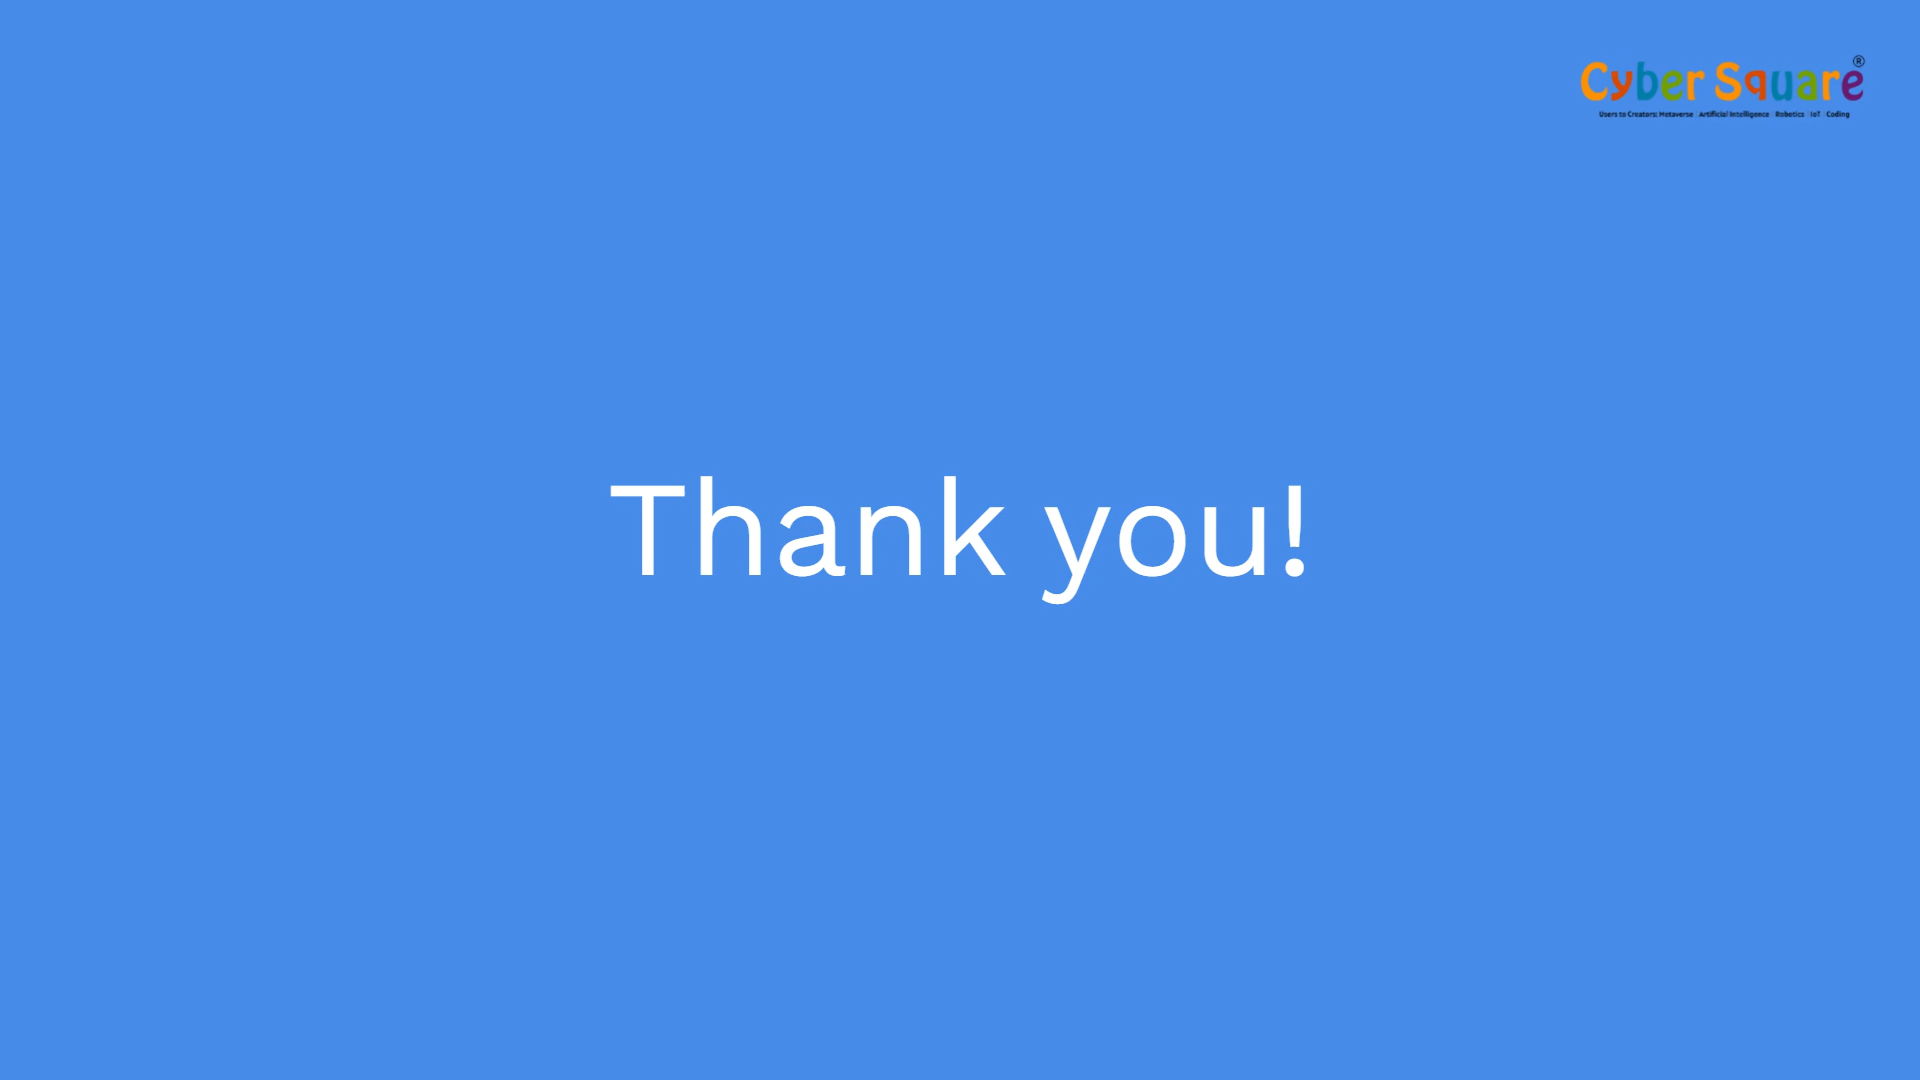 Cyber Square®
Users to Creators: Metaverse Artificial Intelligence Robotics IoT Coding
Thank you!